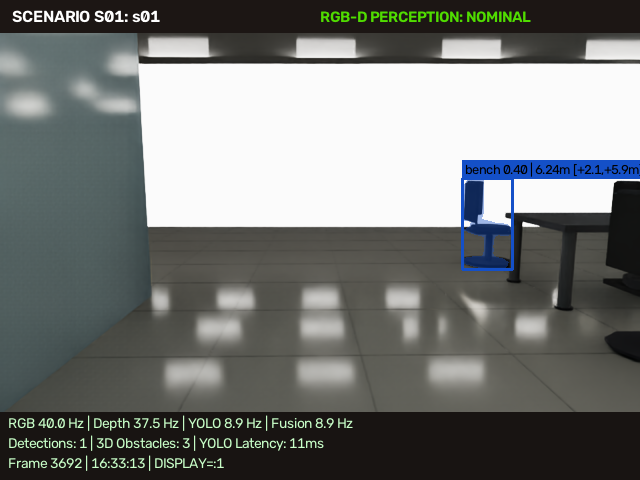 SCENARIO S01: s01
RGB-D PERCEPTION: NOMINAL
bench 0.40 | 6.24m [+2.1,+5.9m
RGB 40.0 Hz | Depth 37.5 Hz | YOLO 8.9 Hz | Fusion 8.9 Hz
Detections: 1 | 3D Obstacles: 3 | YOLO Latency: 11ms
Frame 3692 | 16:33:13 | DISPLAY=:1